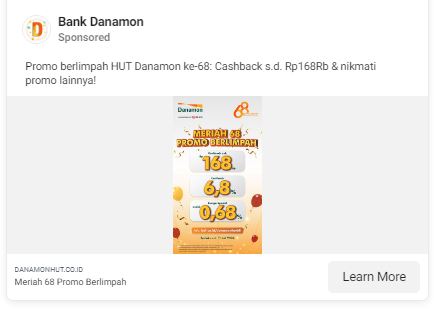 Bank Danamon
Sponsored
Promo berlimpah HUT Danamon ke-68: Cashback s.d. Rp168Rb & nikmati
promo lainnya!
Danamon
68
MERIAH 68
PROMO BERLIMPAH
168
6,8%
0,68%
DANAMONHUT.CO.ID
Meriah 68 Promo Berlimpah
Learn More